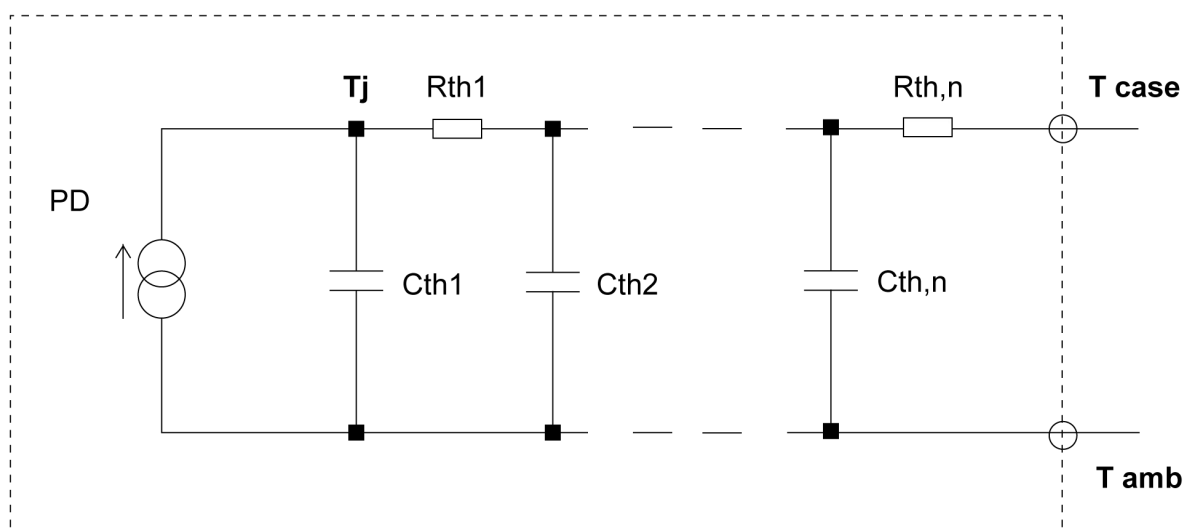 Tj
Rth1
Rth,n
T case
PD
Cth1
Cth2
Cth,n
T amb